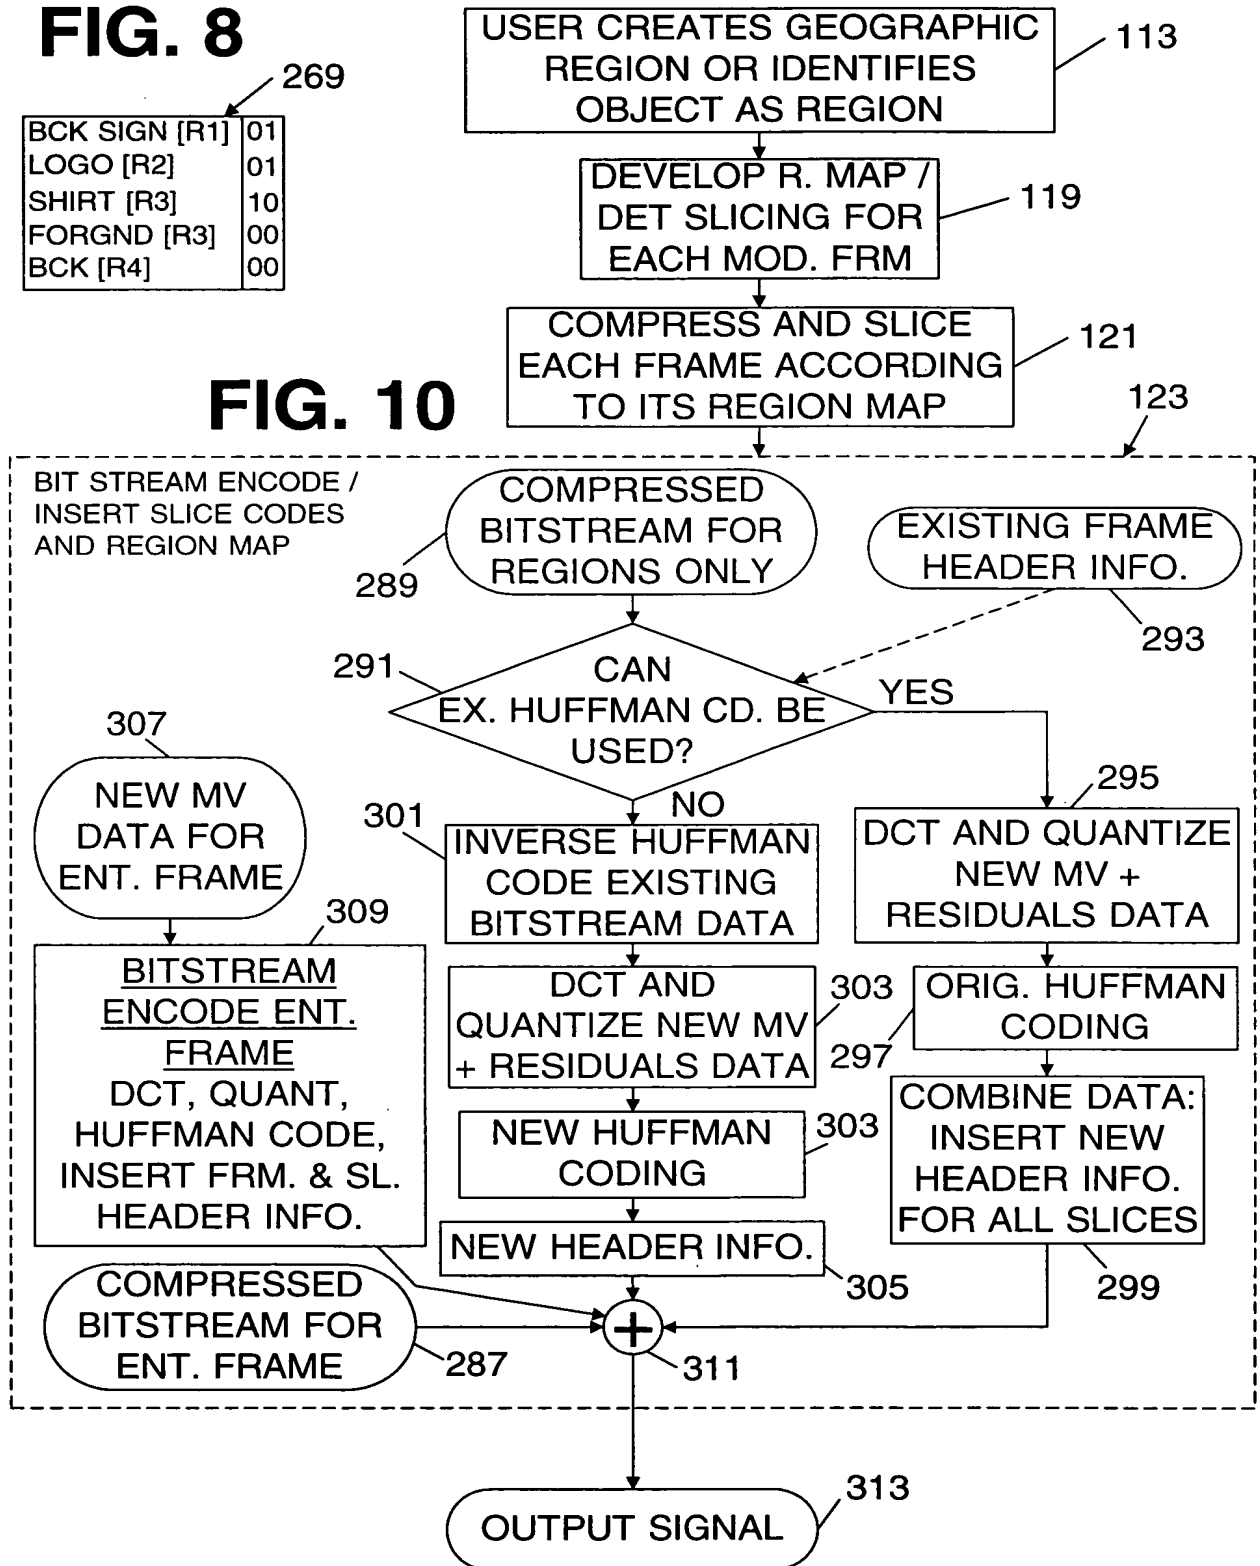 FIG. 8
269
BCK SIGN [R1] 01
LOGO [R2] 01
SHIRT [R3] 10
FORGND [R3] 00
BCK [R4] 00
USER CREATES GEOGRAPHIC
REGION OR IDENTIFIES
OBJECT AS REGION
113
DEVELOP R. MAP /
DET SLICING FOR
EACH MOD. FRM
119
COMPRESS AND SLICE
EACH FRAME ACCORDING
TO ITS REGION MAP
121
FIG. 10
123
BIT STREAM ENCODE /
INSERT SLICE CODES
AND REGION MAP
COMPRESSED
BITSTREAM FOR
REGIONS ONLY
289
EXISTING FRAME
HEADER INFO.
293
291
CAN
EX. HUFFMAN CD. BE
USED?
YES
NO
307
NEW MV
DATA FOR
ENT. FRAME
309
BITSTREAM
ENCODE ENT.
FRAME
DCT, QUANT,
HUFFMAN CODE,
INSERT FRM. & SL.
HEADER INFO.
301
INVERSE HUFFMAN
CODE EXISTING
BITSTREAM DATA
DCT AND
QUANTIZE NEW MV
+ RESIDUALS DATA
303
NEW HUFFMAN
CODING
303
NEW HEADER INFO.
305
295
DCT AND QUANTIZE
NEW MV +
RESIDUALS DATA
ORIG. HUFFMAN
CODING
297
COMBINE DATA:
INSERT NEW
HEADER INFO.
FOR ALL SLICES
299
COMPRESSED
BITSTREAM FOR
ENT. FRAME
287
+
311
OUTPUT SIGNAL
313